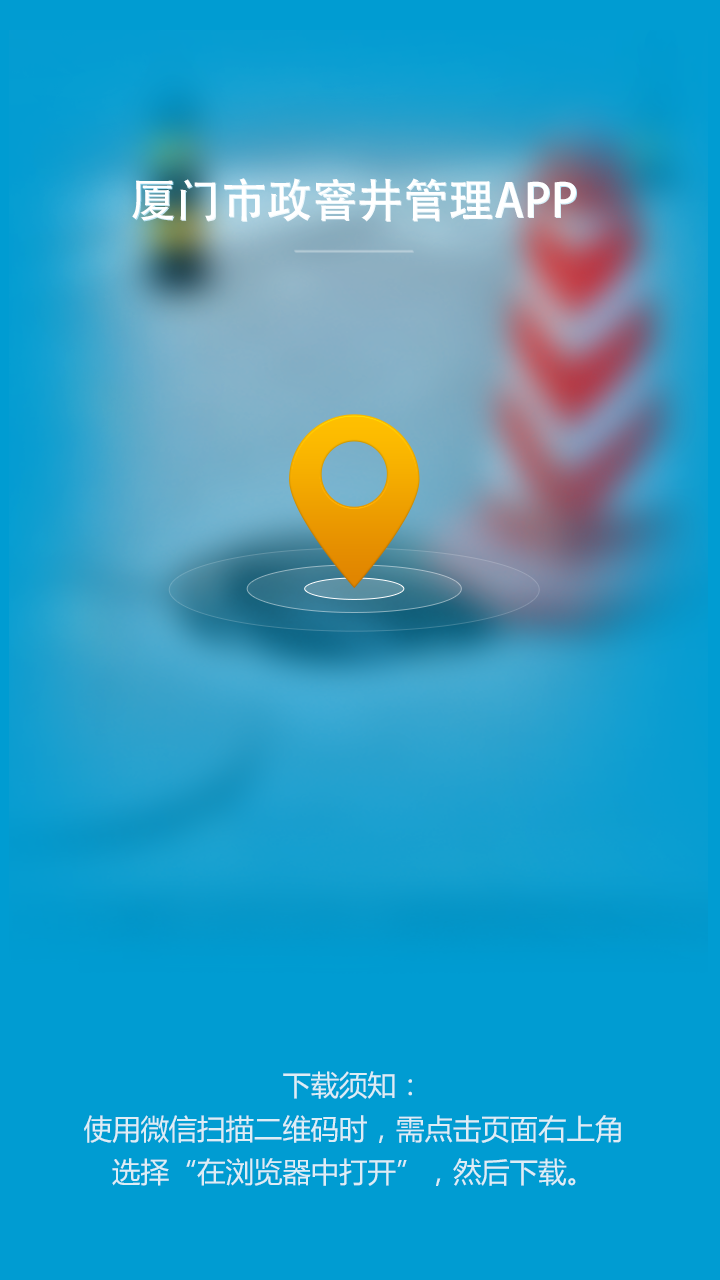 厦门市政窨井管理APP
下载须知：
使用微信扫描二维码时，需点击页面右上角
选择“在浏览器中打开”，然后下载。